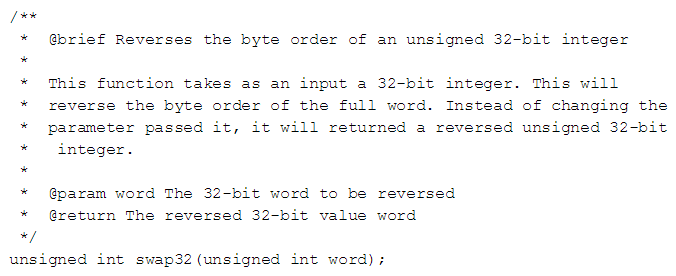 /**
 *  @brief Reverses the byte order of an unsigned 32-bit integer
 *
 *  This function takes as an input a 32-bit integer. This will
 *  reverse the byte order of the full word. Instead of changing the
 *  parameter passed it, it will returned a reversed unsigned 32-bit
 *   integer.
 *
 *  @param word The 32-bit word to be reversed
 *  @return The reversed 32-bit value word
 */
unsigned int swap32(unsigned int word);